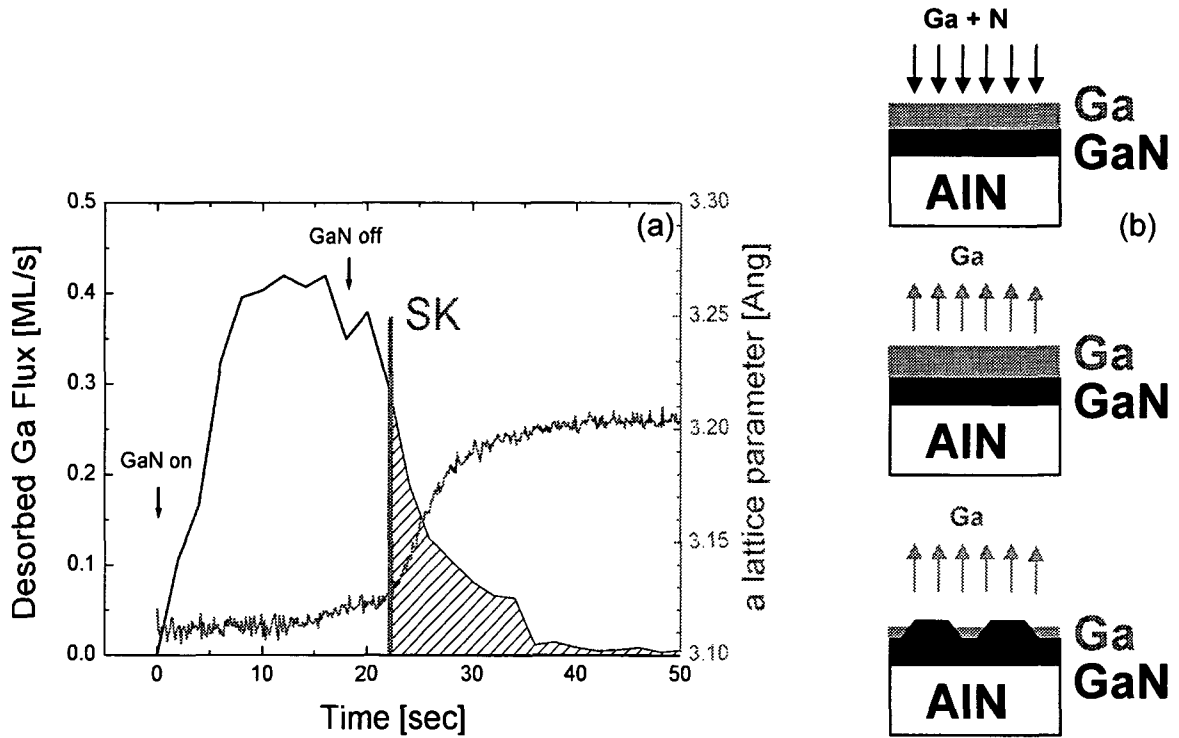 (a)
Desorbed Ga Flux [ML/s]
0.5
0.4
0.3
0.2
0.1
0.0
GaN on
GaN off
SK
3.30
3.25
3.20
3.15
3.10
a lattice parameter [Ang]
0
10
20
30
40
50
Time [sec]
(b)
Ga + N
Ga
GaN
AlN
Ga
Ga
GaN
AlN
Ga
Ga
GaN
AlN